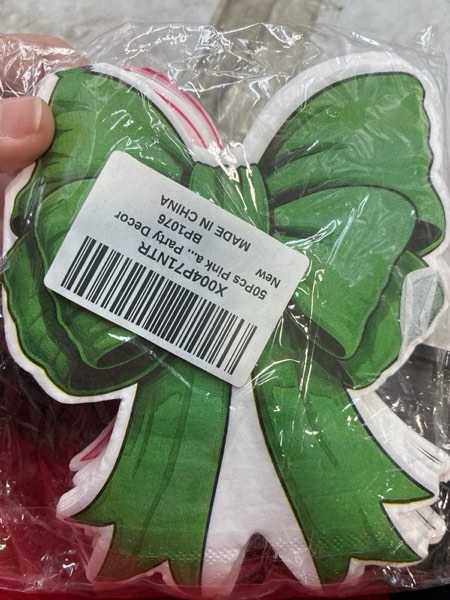 X004P71NTR
50Pcs Pink a... Party Decor
BP1076
New
MADE IN CHINA